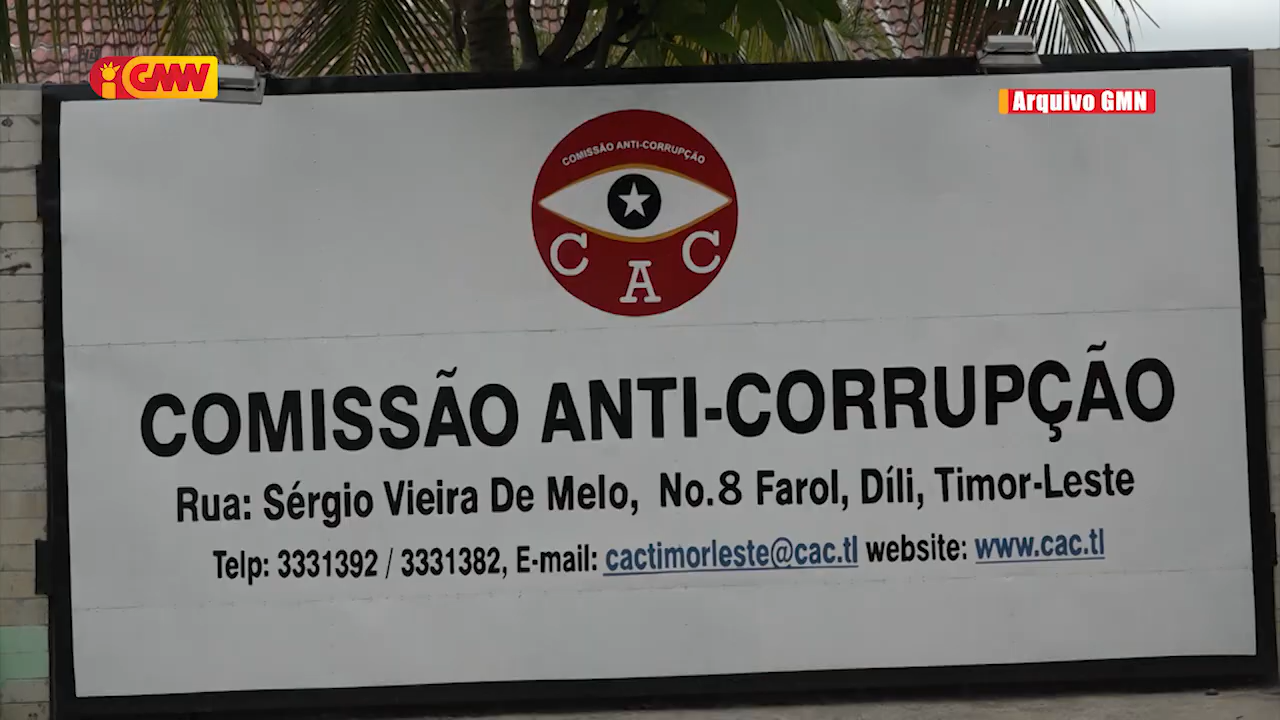 GMN
Arquivo GMN
COMISSÃO ANTI-CORRUPÇÃO
C A C
COMISSÃO ANTI-CORRUPÇÃO
Rua: Sérgio Vieira De Melo, No.8 Farol, Díli, Timor-Leste
Telp: 3331392 / 3331382, E-mail: cactimorleste@cac.tl website: www.cac.tl